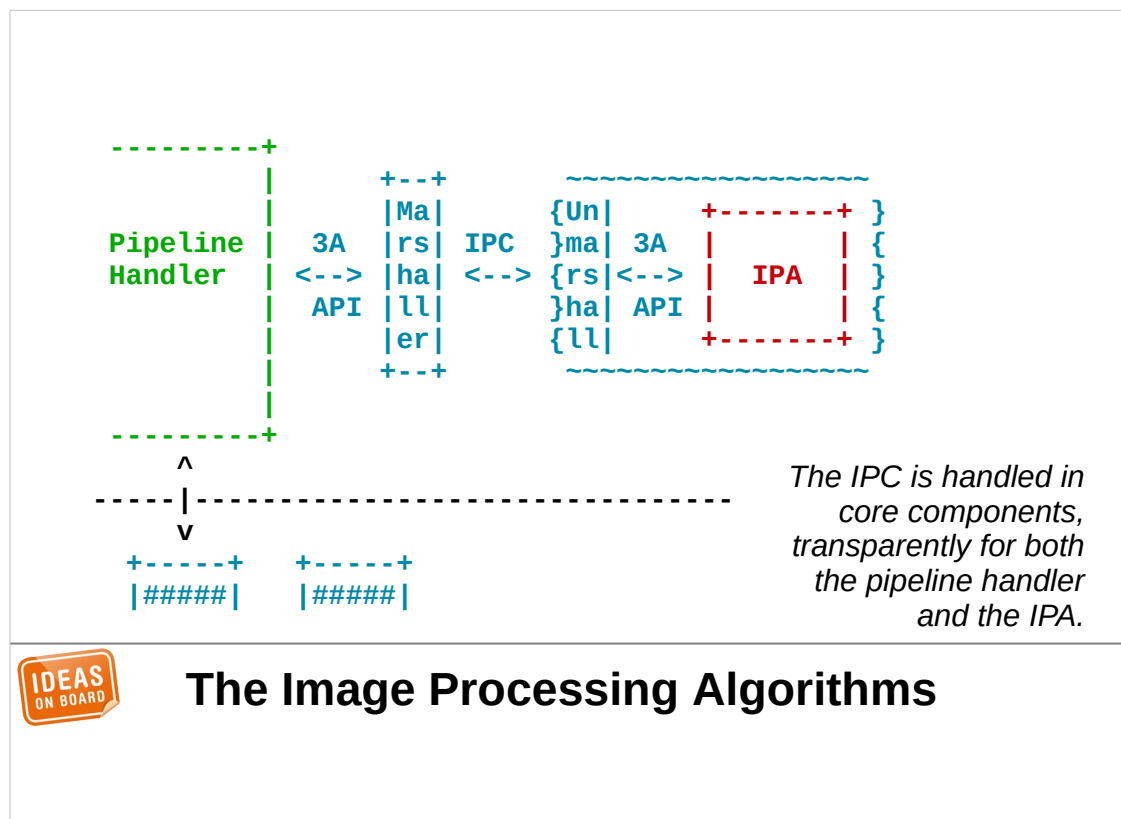 ---------+
|     +--+       ~~~~~~~~~~~~~~~~~~
|     |Ma|      {Un|     +-------+ }
Pipeline |  3A  |rs| IPC  }ma| 3A  |       | {
Handler  | <--> |ha| <--> {rs|<--> |  IPA  | }
|  API |ll|      }ha| API |       | {
|      |er|      {ll|     +-------+ }
|      +--+       ~~~~~~~~~~~~~~~~~~
|
---------+
^
-----|--------------------------------
v
+-----+   +-----+
|#####|   |#####|
The IPC is handled in
core components,
transparently for both
the pipeline handler
and the IPA.
IDEAS
ON BOARD
The Image Processing Algorithms